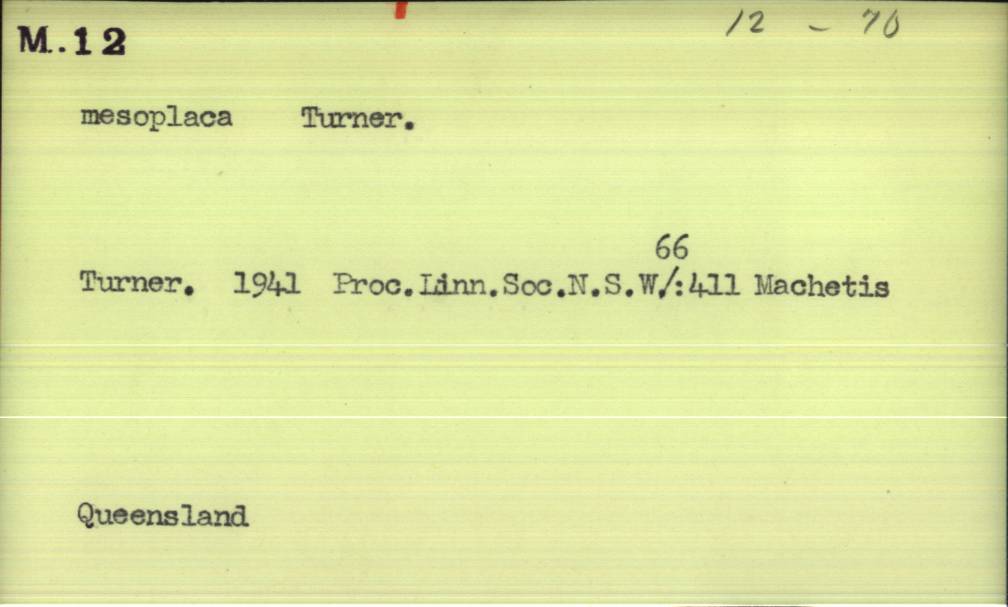 M.12
12 - 70
mesoplaca Turner.
66
Turner. 1941 Proc.Linn.Soc.N.S.W./:411 Machetis
Queensland